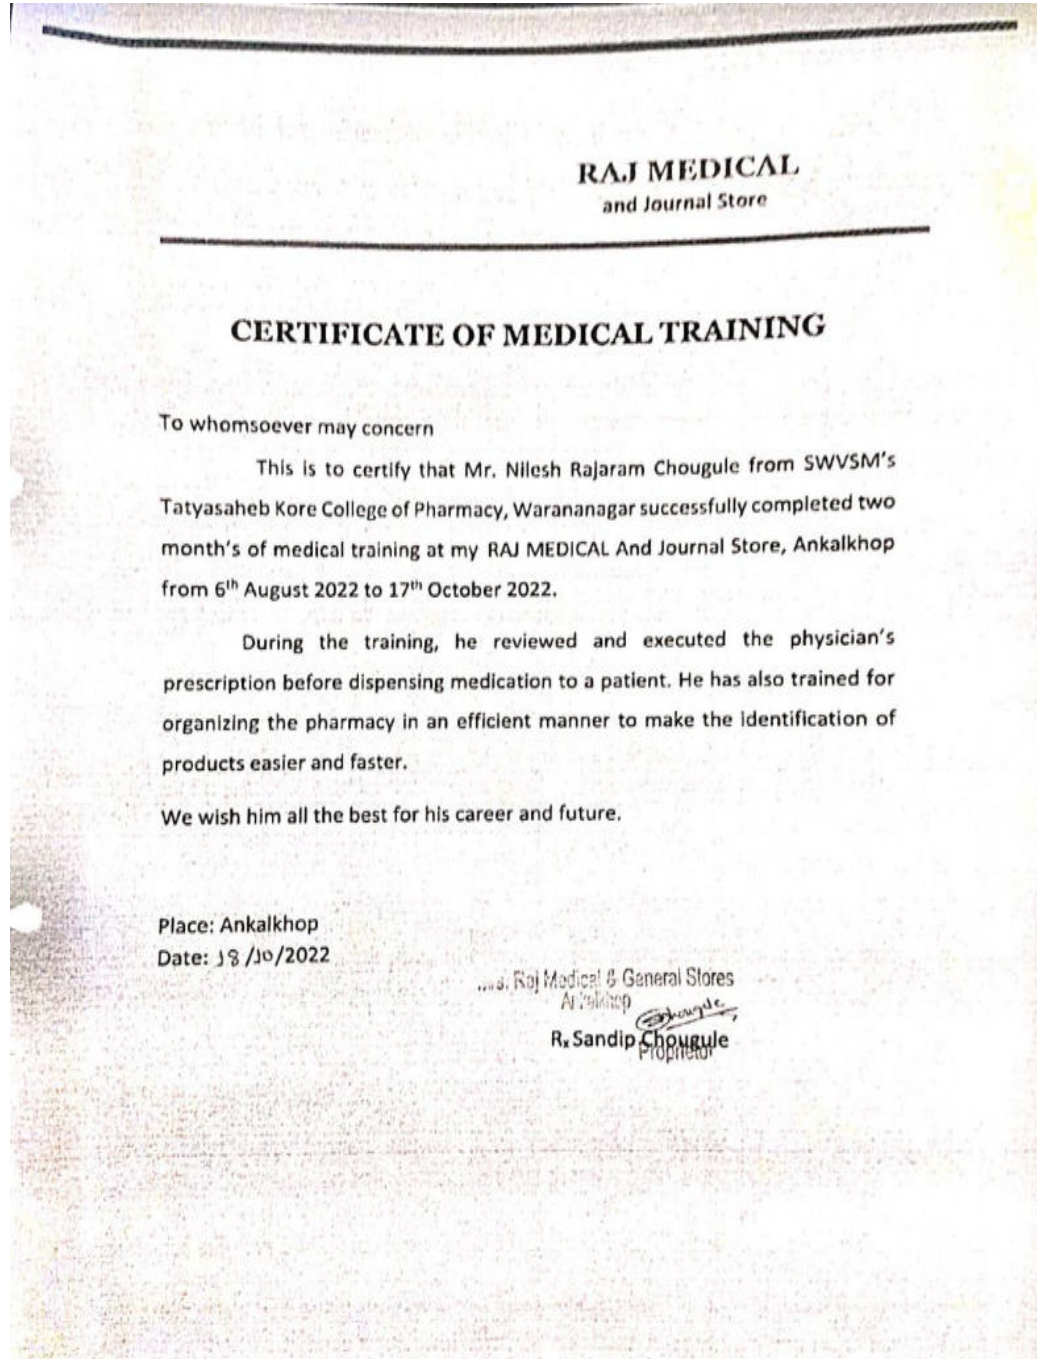 RAJ MEDICAL
and Journal Store
CERTIFICATE OF MEDICAL TRAINING
To whomsoever may concern
This is to certify that Mr. Nilesh Rajaram Chougule from SWVSM's
Tatyasaheb Kore College of Pharmacy, Warananagar successfully completed two
month's of medical training at my RAJ MEDICAL And Journal Store, Ankalkhop
from 6th August 2022 to 17th October 2022.
During the training, he reviewed and executed the physician's
prescription before dispensing medication to a patient. He has also trained for
organizing the pharmacy in an efficient manner to make the identification of
products easier and faster.
We wish him all the best for his career and future.
Place: Ankalkhop
Date: 18/10/2022
Raj Medical & General Stores
Ankalkhop
Rx Sandip Chougule
Proprietor